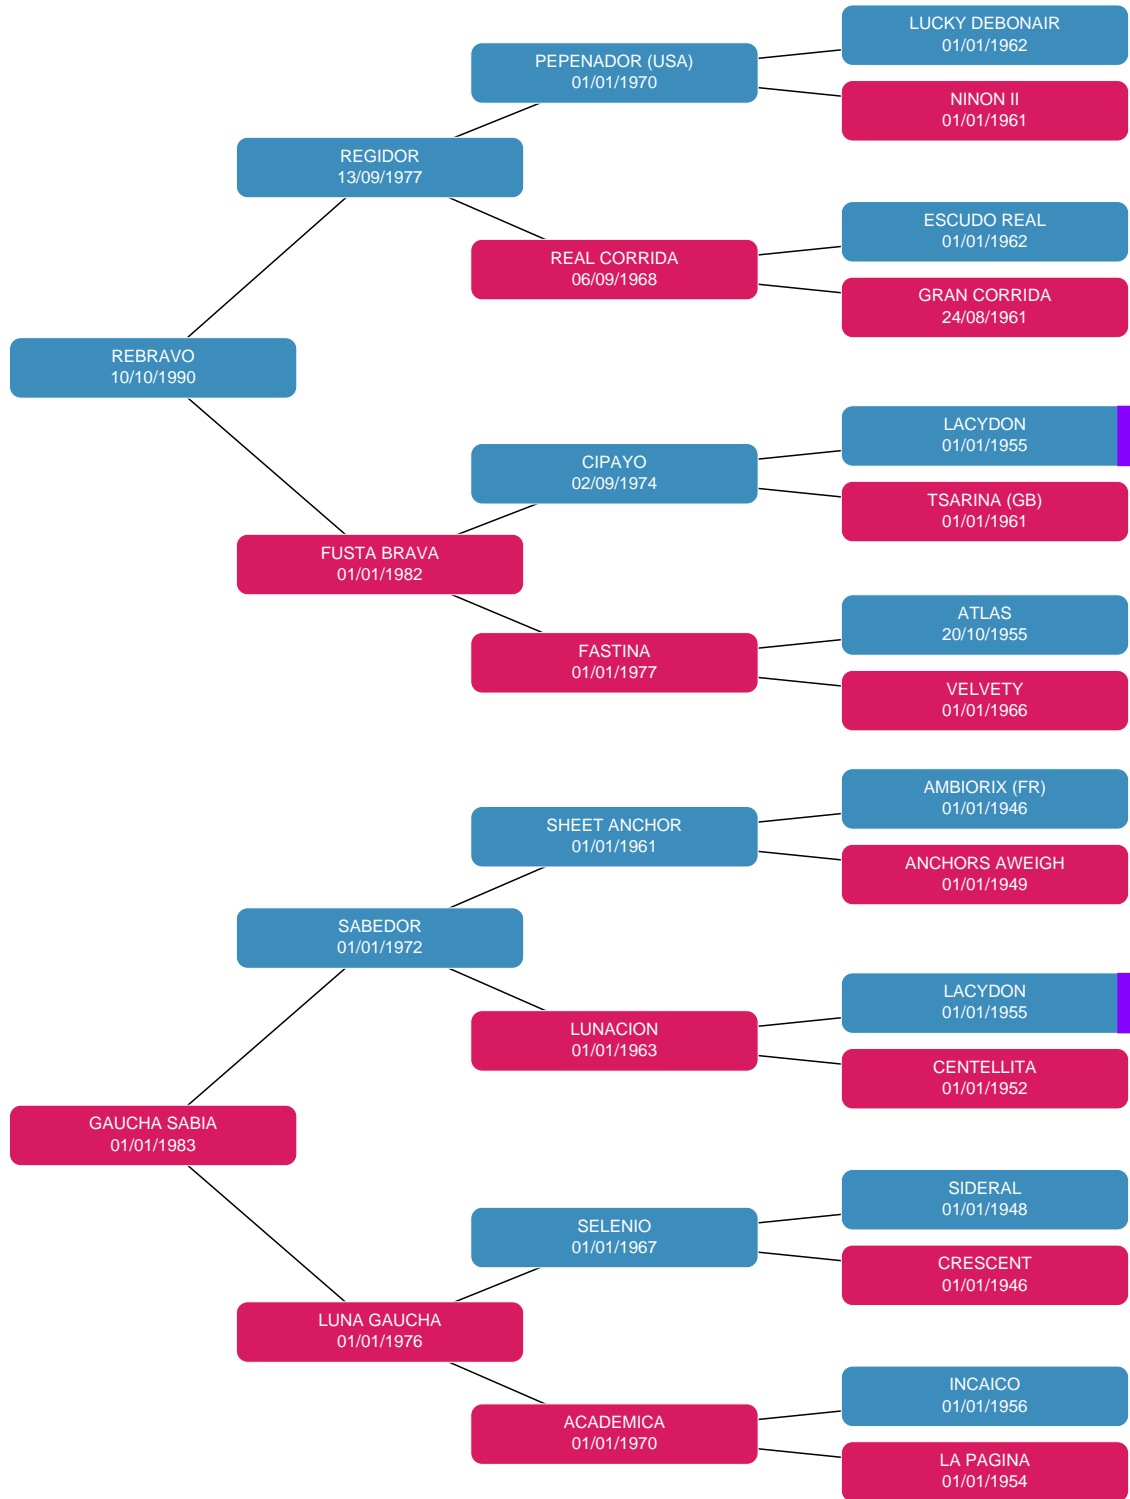 LUCKY DEBONAIR
01/01/1962
PEPENADOR (USA)
01/01/1970
NINON II
01/01/1961
REGIDOR
13/09/1977
ESCUDO REAL
01/01/1962
REAL CORRIDA
06/09/1968
GRAN CORRIDA
24/08/1961
REBRAVO
10/10/1990
LACYDON
01/01/1955
CIPAYO
02/09/1974
TSARINA (GB)
01/01/1961
FUSTA BRAVA
01/01/1982
ATLAS
20/10/1955
FASTINA
01/01/1977
VELVETY
01/01/1966
AMBIORIX (FR)
01/01/1946
SHEET ANCHOR
01/01/1961
ANCHORS AWEIGH
01/01/1949
SABEDOR
01/01/1972
LACYDON
01/01/1955
LUNACION
01/01/1963
CENTELLITA
01/01/1952
GAUCHA SABIA
01/01/1983
SIDERAL
01/01/1948
SELENIO
01/01/1967
CRESCENT
01/01/1946
LUNA GAUCHA
01/01/1976
INCAICO
01/01/1956
ACADEMICA
01/01/1970
LA PAGINA
01/01/1954